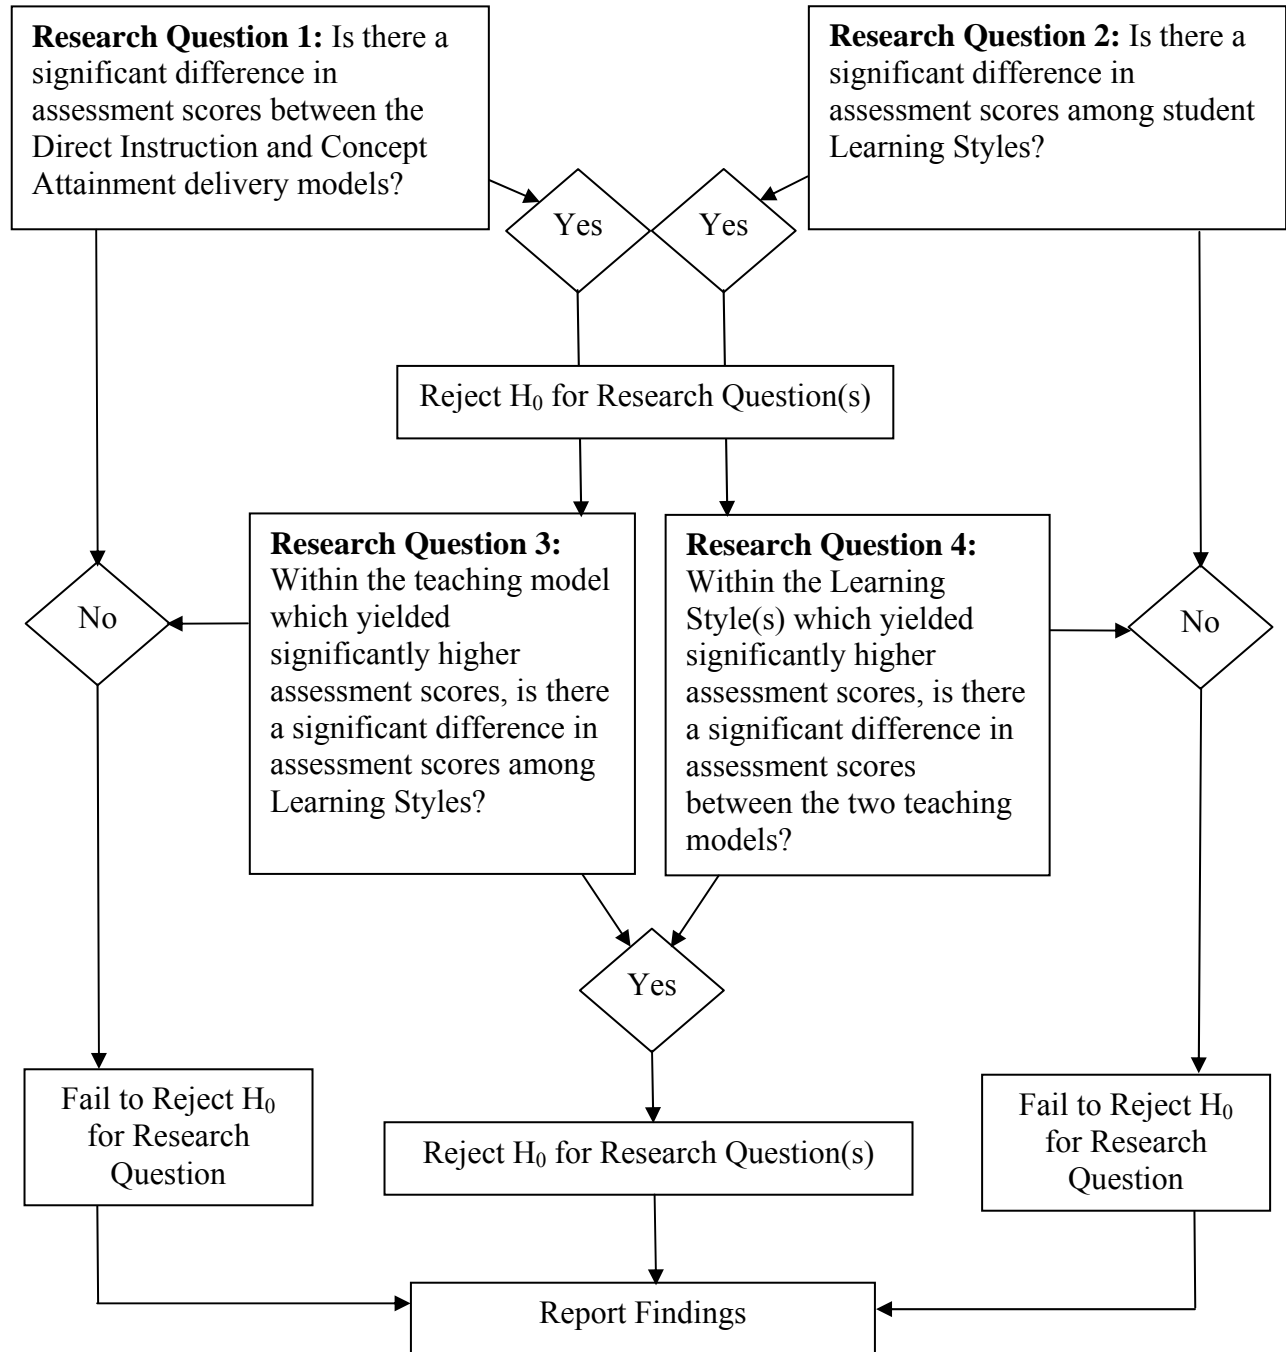 Research Question 1: Is there a
significant difference in
assessment scores between the
Direct Instruction and Concept
Attainment delivery models?
Research Question 2: Is there a
significant difference in
assessment scores among student
Learning Styles?
Yes
Yes
Reject H₀ for Research Question(s)
Research Question 3:
Within the teaching model
which yielded
significantly higher
assessment scores, is there
a significant difference in
assessment scores among
Learning Styles?
Research Question 4:
Within the Learning
Style(s) which yielded
significantly higher
assessment scores, is there
a significant difference in
assessment scores
between the two teaching
models?
No
No
Yes
Fail to Reject H₀
for Research
Question
Reject H₀ for Research Question(s)
Fail to Reject H₀
for Research
Question
Report Findings